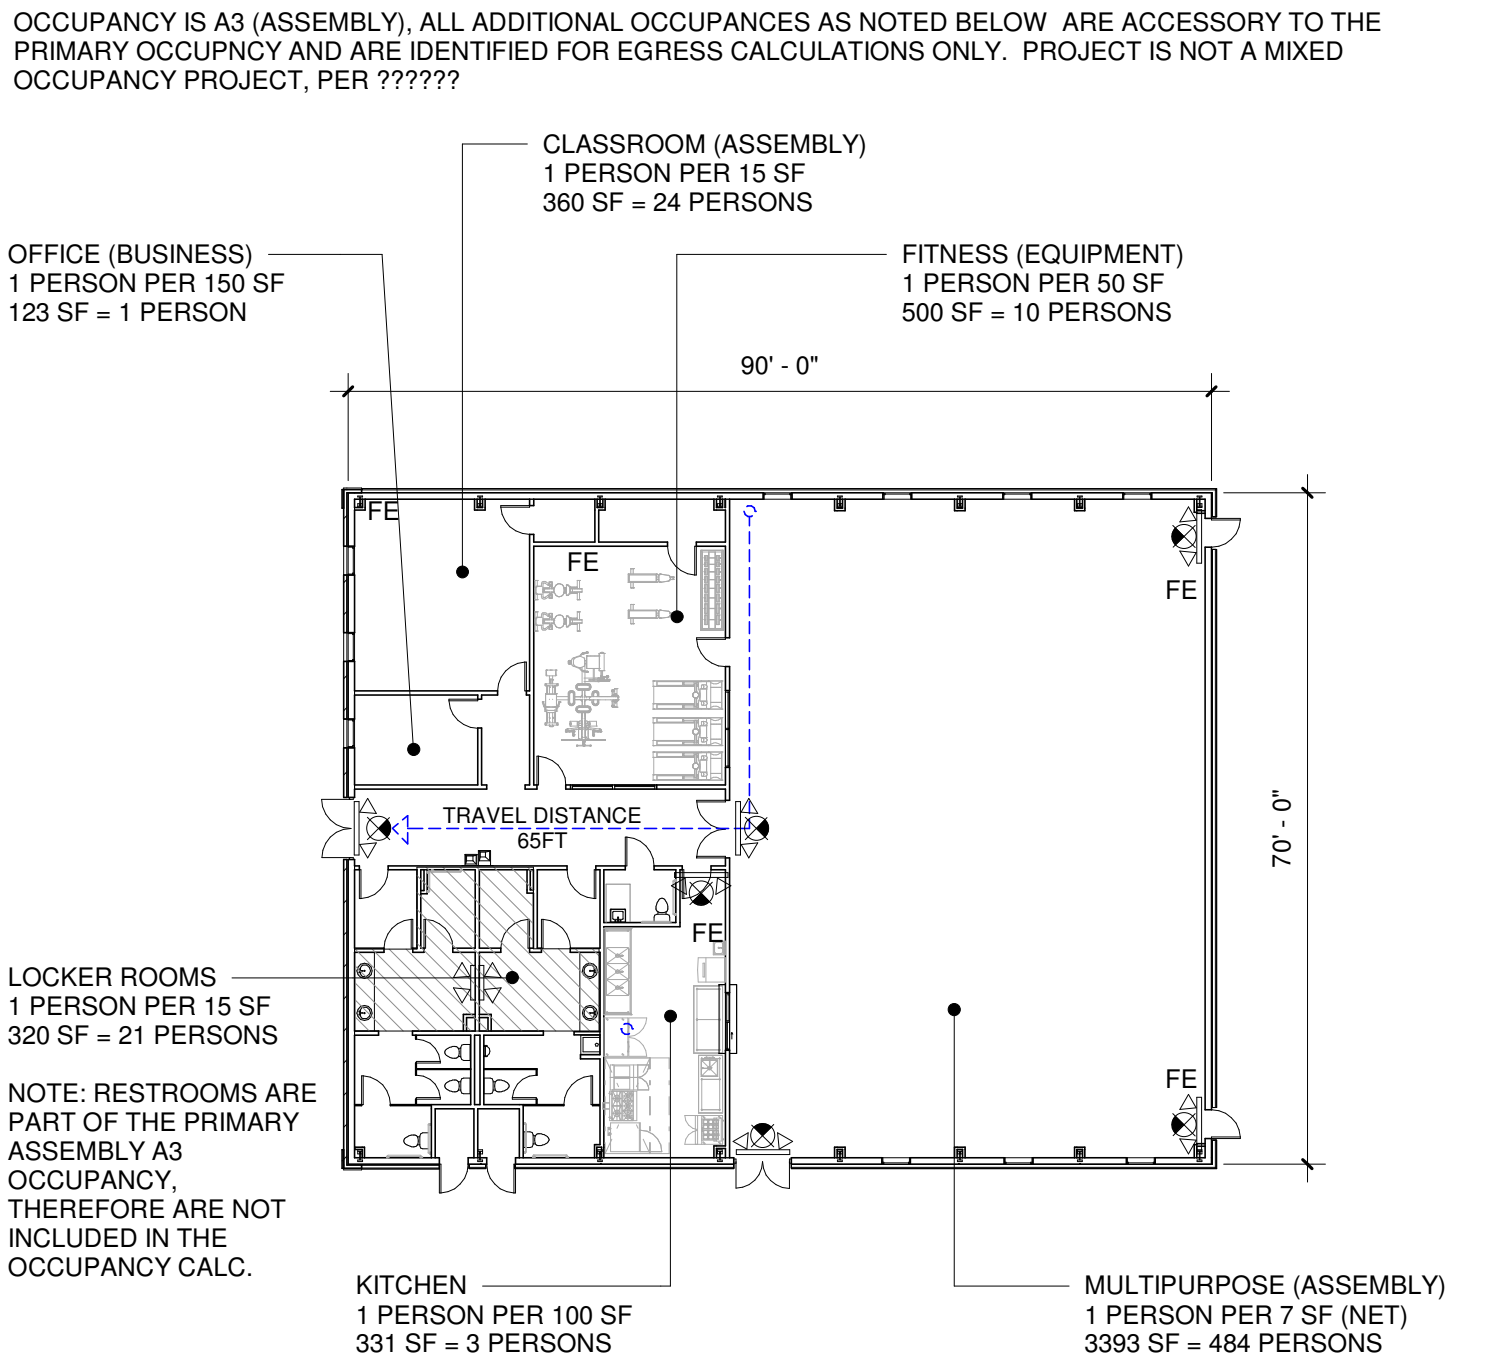 OCCUPANCY IS A3 (ASSEMBLY), ALL ADDITIONAL OCCUPANCES AS NOTED BELOW ARE ACCESSORY TO THE
PRIMARY OCCUPNCY AND ARE IDENTIFIED FOR EGRESS CALCULATIONS ONLY. PROJECT IS NOT A MIXED
OCCUPANCY PROJECT, PER ??????
CLASSROOM (ASSEMBLY)
1 PERSON PER 15 SF
360 SF = 24 PERSONS
OFFICE (BUSINESS)
1 PERSON PER 150 SF
123 SF = 1 PERSON
FITNESS (EQUIPMENT)
1 PERSON PER 50 SF
500 SF = 10 PERSONS
90' - 0"
FE
FE
FE
70' - 0"
TRAVEL DISTANCE
65FT
FE
LOCKER ROOMS
1 PERSON PER 15 SF
320 SF = 21 PERSONS
FE
NOTE: RESTROOMS ARE
PART OF THE PRIMARY
ASSEMBLY A3
OCCUPANCY,
THEREFORE ARE NOT
INCLUDED IN THE
OCCUPANCY CALC.
KITCHEN
1 PERSON PER 100 SF
331 SF = 3 PERSONS
MULTIPURPOSE (ASSEMBLY)
1 PERSON PER 7 SF (NET)
3393 SF = 484 PERSONS